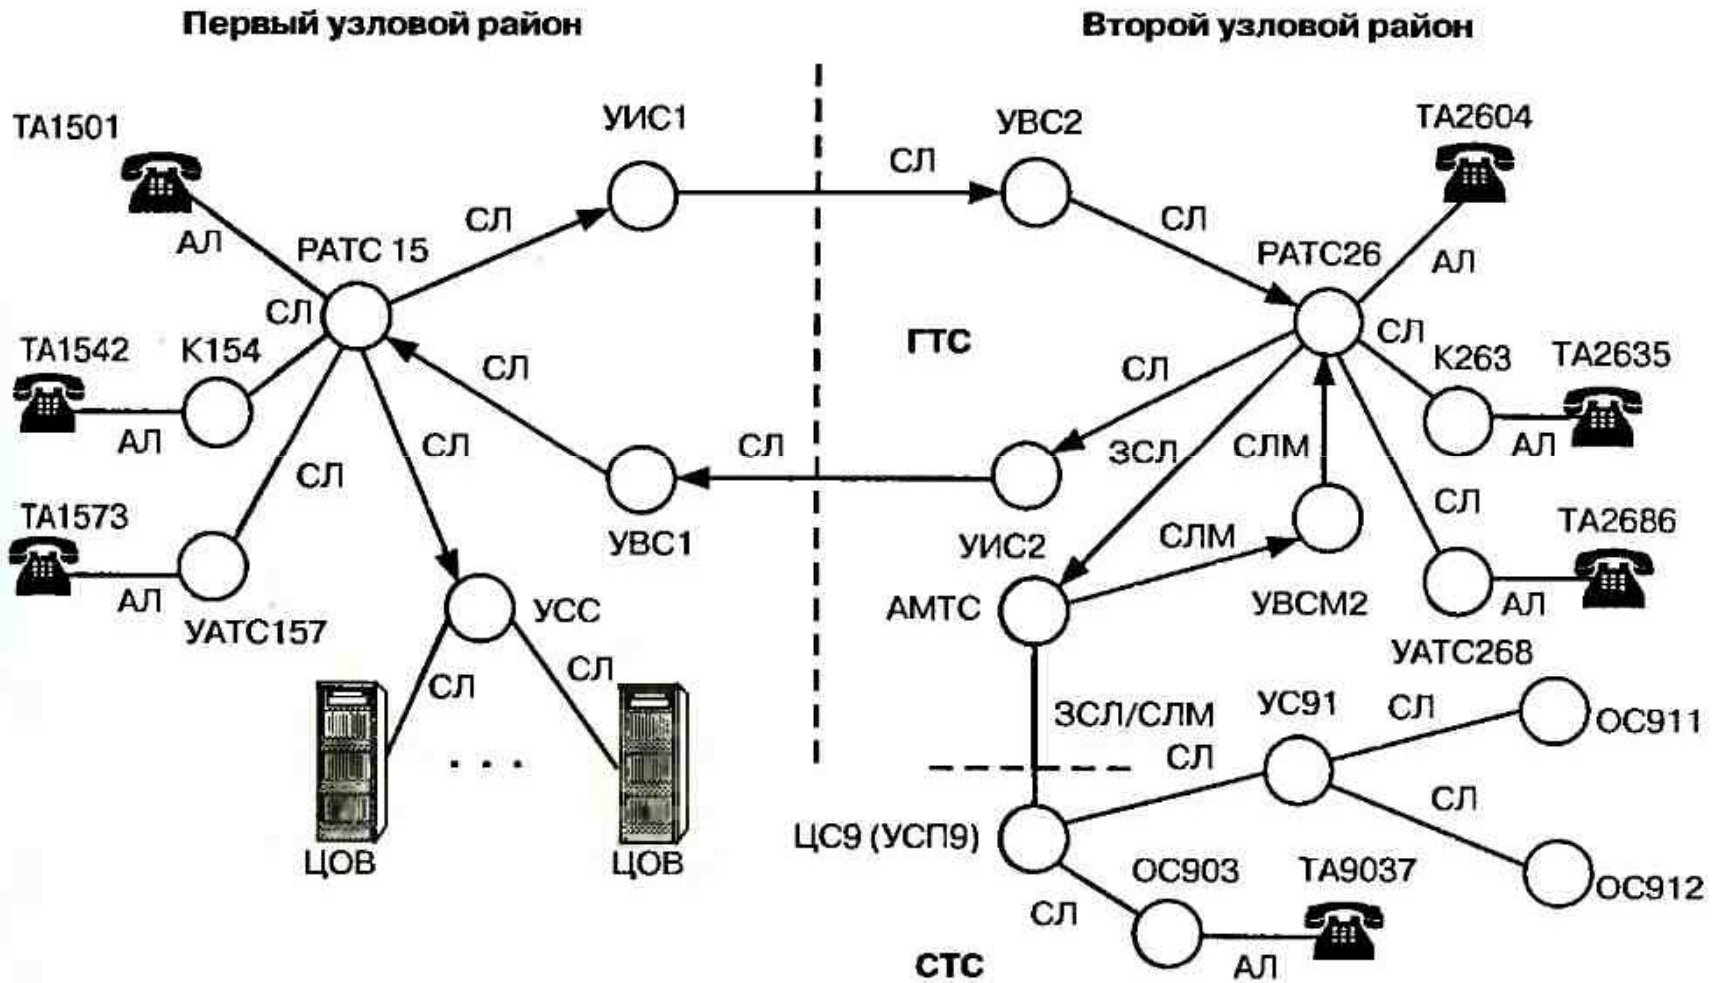 Первый узловой район
Второй узловой район
ТА1501
УИС1
УВС2
ТА2604
СЛ
СЛ
СЛ
АЛ
РАТС 15
РАТС26
АЛ
СЛ
ТА1542
К154
ГТС
СЛ
К263
ТА2635
СЛ
СЛ
АЛ
СЛ
СЛ
ЗСЛ
СЛМ
АЛ
СЛ
СЛ
ТА1573
УВС1
УИС2
СЛМ
ТА2686
АЛ
УАТС157
УСС
АМТС
УВСМ2
АЛ
УАТС268
СЛ
СЛ
ЗСЛ/СЛМ
УС91
СЛ
ОС911
СЛ
. . .
СЛ
ЦОВ
ЦОВ
ЦС9 (УСП9)
ОС903
ТА9037
ОС912
СЛ
АЛ
СТС